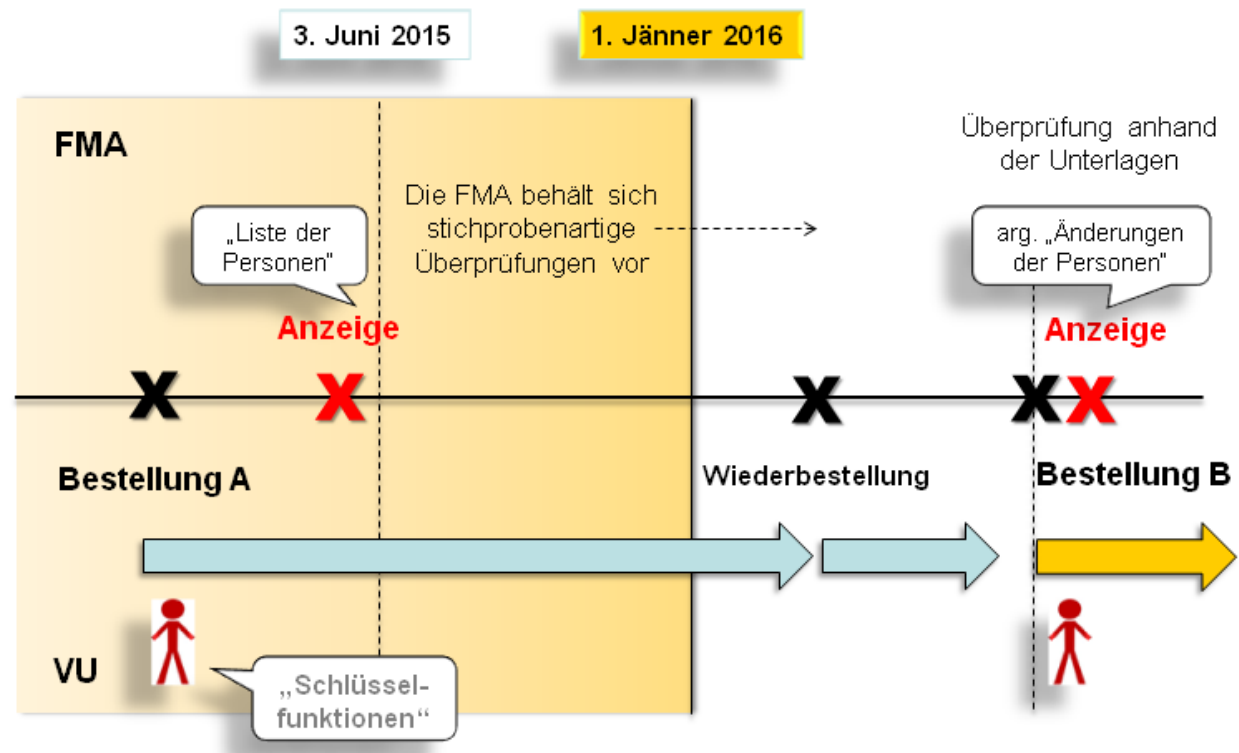 3. Juni 2015
1. Jänner 2016
FMA
Überprüfung anhand
der Unterlagen
Die FMA behält sich
stichprobenartige
Überprüfungen vor
„Liste der
Personen“
arg. „Änderungen
der Personen“
Anzeige
Anzeige
X
X
X
X
X
Bestellung A
Wiederbestellung
Bestellung B
VU
„Schlüssel-
funktionen“